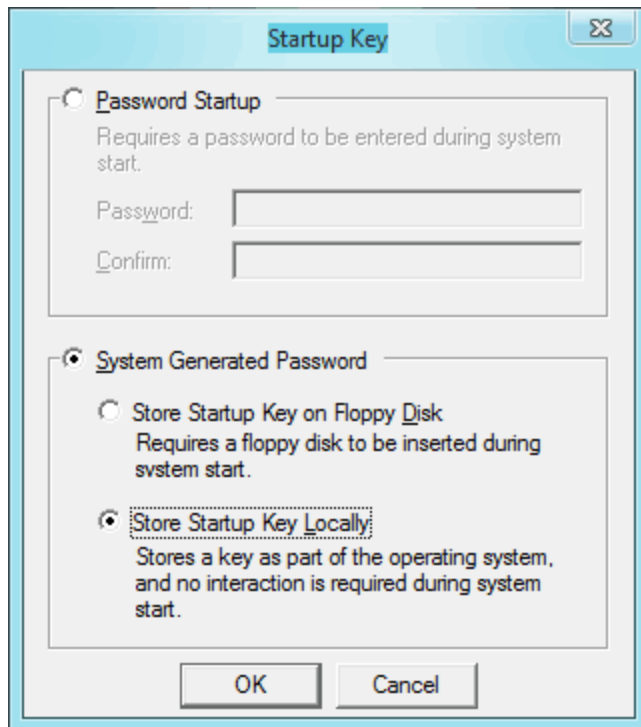 Startup Key
Password Startup
Requires a password to be entered during system
start.
Password:
Confirm:
System Generated Password
Store Startup Key on Floppy Disk
Requires a floppy disk to be inserted during
system start.
Store Startup Key Locally
Stores a key as part of the operating system,
and no interaction is required during system
start.
OK Cancel